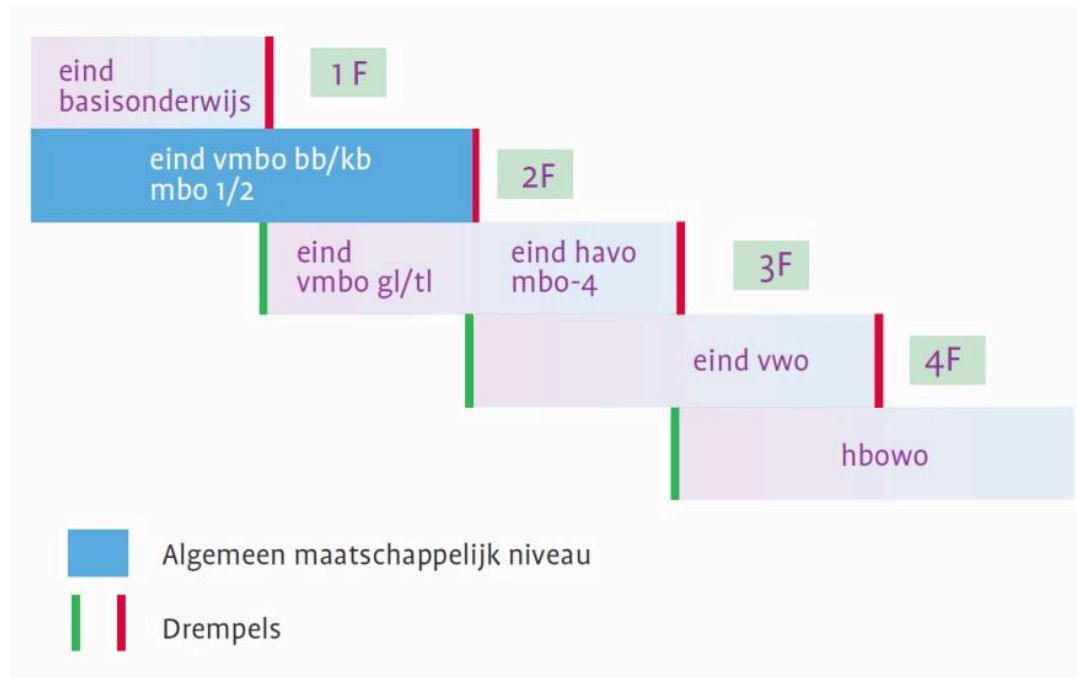 eind
basisonderwijs
1 F
eind vmbo bb/kb
mbo 1/2
2F
eind
vmbo gl/tl
eind havo
mbo-4
3F
eind vwo
4F
hbowo
Algemeen maatschappelijk niveau
Drempels